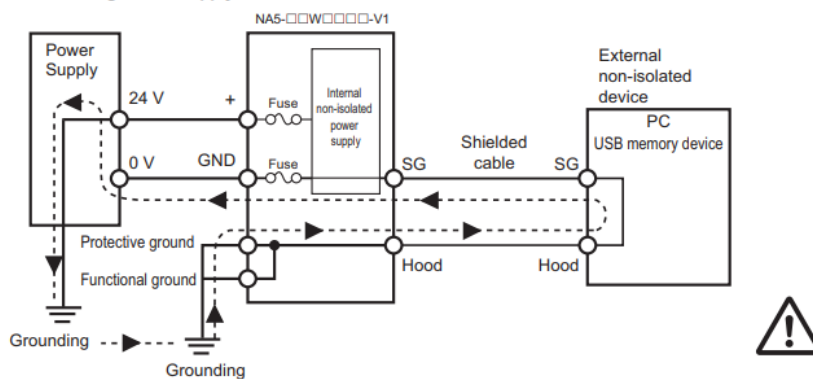 NA5-□□W□□□□-V1
Power
Supply
24 V
0 V
+
GND
Fuse
Fuse
Internal
non-isolated
power
supply
SG
Shielded
cable
SG
External
non-isolated
device
PC
USB memory device
Protective ground
Functional ground
Hood
Hood
Grounding
Grounding
!